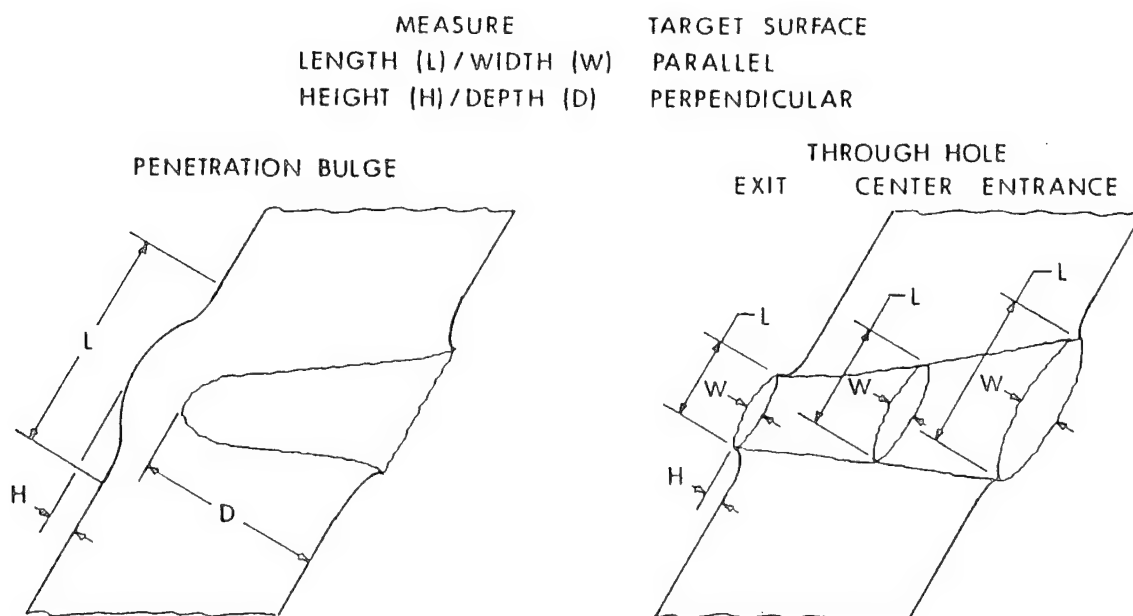 MEASURE TARGET SURFACE
LENGTH (L)/WIDTH (W) PARALLEL
HEIGHT (H)/DEPTH (D) PERPENDICULAR
PENETRATION BULGE
THROUGH HOLE
EXIT CENTER ENTRANCE
L
H
D
L
L
L
W
W
W
H